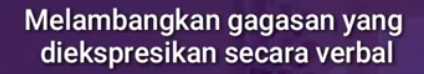 Melambangkan gagasan yang
diekspresikan secara verbal